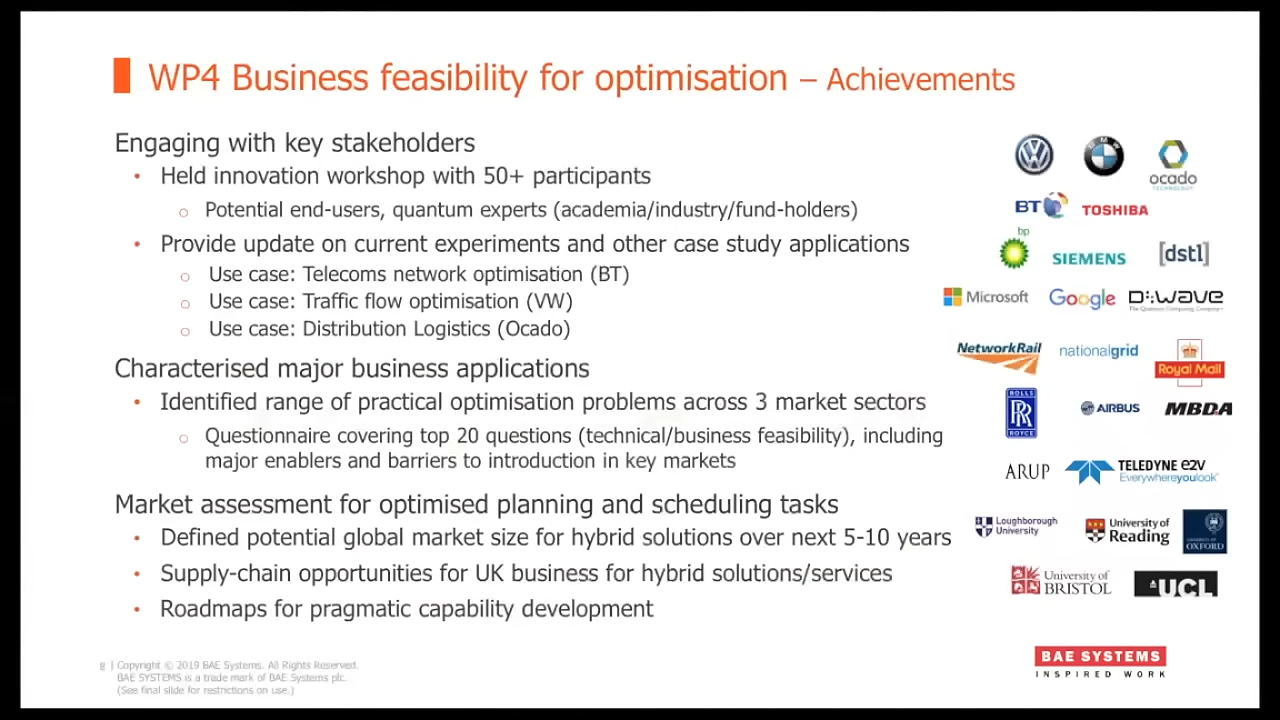 WP4 Business feasibility for optimisation – Achievements
Engaging with key stakeholders
• Held innovation workshop with 50+ participants
○ Potential end-users, quantum experts (academia/industry/fund-holders)
• Provide update on current experiments and other case study applications
○ Use case: Telecoms network optimisation (BT)
○ Use case: Traffic flow optimisation (VW)
○ Use case: Distribution Logistics (Ocado)
Characterised major business applications
• Identified range of practical optimisation problems across 3 market sectors
○ Questionnaire covering top 20 questions (technical/business feasibility), including
major enablers and barriers to introduction in key markets
Market assessment for optimised planning and scheduling tasks
• Defined potential global market size for hybrid solutions over next 5-10 years
• Supply-chain opportunities for UK business for hybrid solutions/services
• Roadmaps for pragmatic capability development
BMW
ocado
TECHNOLOGY
BT TOSHIBA
bp
SIEMENS [dstl]
Microsoft Google D:WAVE
The Quantum Computing Company
NetworkRail nationalgrid Royal Mail
ROLLS
RR
ROYCE
AIRBUS MBDA
ARUP TELEDYNE e2v
Everywhereyoulook
Loughborough
University
University of
Reading
UNIVERSITY OF
OXFORD
University of
BRISTOL
UCL
8 | Copyright © 2019 BAE Systems. All Rights Reserved.
BAE SYSTEMS is a trade mark of BAE Systems plc.
(See final slide for restrictions on use.)
BAE SYSTEMS
INSPIRED WORK